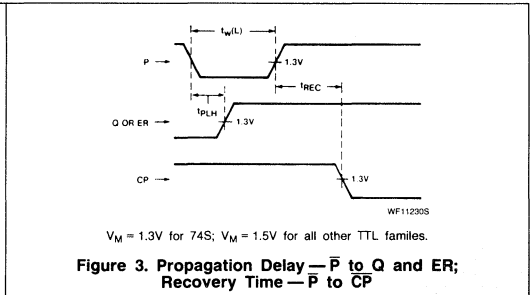 tw(L)
P
1.3V
tREC
tPLH
Q OR ER
1.3V
CP
1.3V
WF11230S
VM = 1.3V for 74S; VM = 1.5V for all other TTL familes.
Figure 3. Propagation Delay — P̅ to Q and ER;
Recovery Time — P̅ to C̅P̅